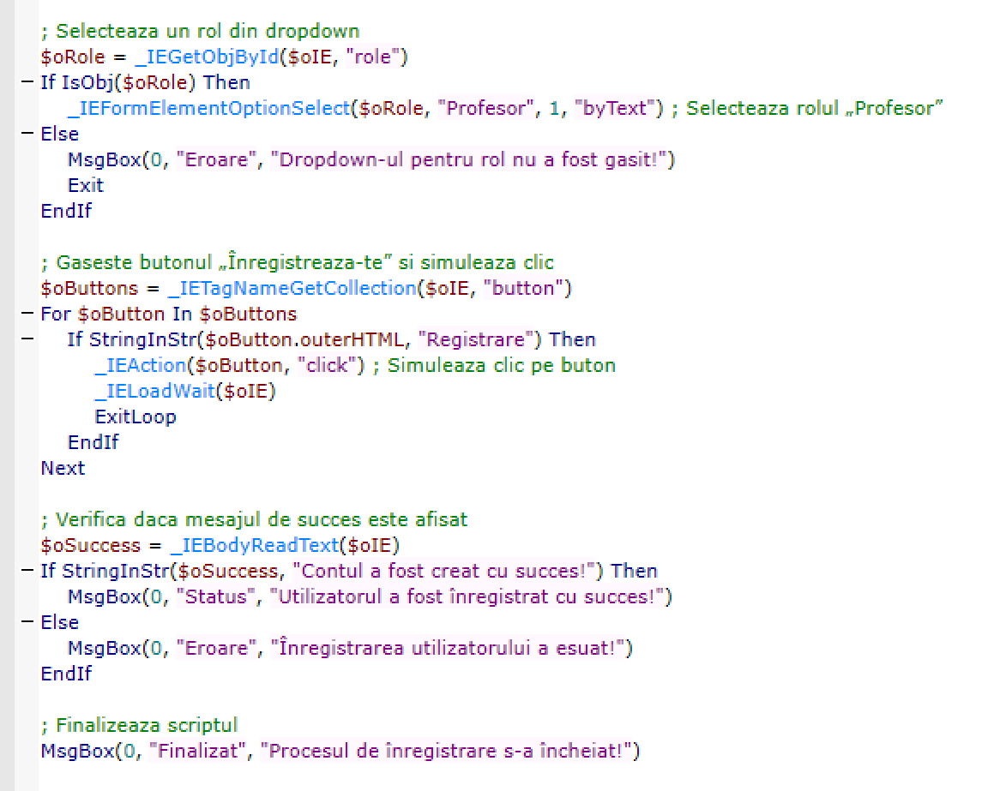 ; Selecteaza un rol din dropdown
$oRole = _IEGetObjById($oIE, "role")
If IsObj($oRole) Then
_IEFormElementOptionSelect($oRole, "Profesor", 1, "byText") ; Selecteaza rolul „Profesor”
Else
MsgBox(0, "Eroare", "Dropdown-ul pentru rol nu a fost gasit!")
Exit
EndIf
; Gaseste butonul „Înregistreaza-te” si simuleaza clic
$oButtons = _IETagNameGetCollection($oIE, "button")
For $oButton In $oButtons
If StringInStr($oButton.outerHTML, "Registrare") Then
_IEAction($oButton, "click") ; Simuleaza clic pe buton
_IELoadWait($oIE)
ExitLoop
EndIf
Next
; Verifica daca mesajul de succes este afisat
$oSuccess = _IEBodyReadText($oIE)
If StringInStr($oSuccess, "Contul a fost creat cu succes!") Then
MsgBox(0, "Status", "Utilizatorul a fost înregistrat cu succes!")
Else
MsgBox(0, "Eroare", "Înregistrarea utilizatorului a esuat!")
EndIf
; Finalizeaza scriptul
MsgBox(0, "Finalizat", "Procesul de înregistrare s-a încheiat!")